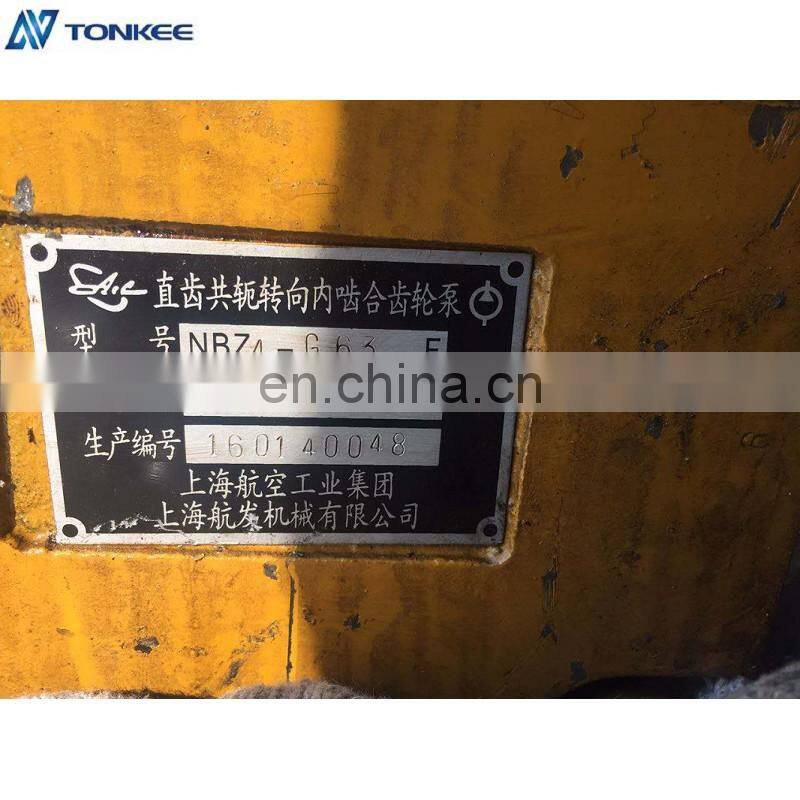 TONKEE
SAIC 直齿共轭转向内啮合齿轮泵
型 号 NBZ4-G63 F
en.china.cn
生产编号 160140048
上海航空工业集团
上海航发机械有限公司